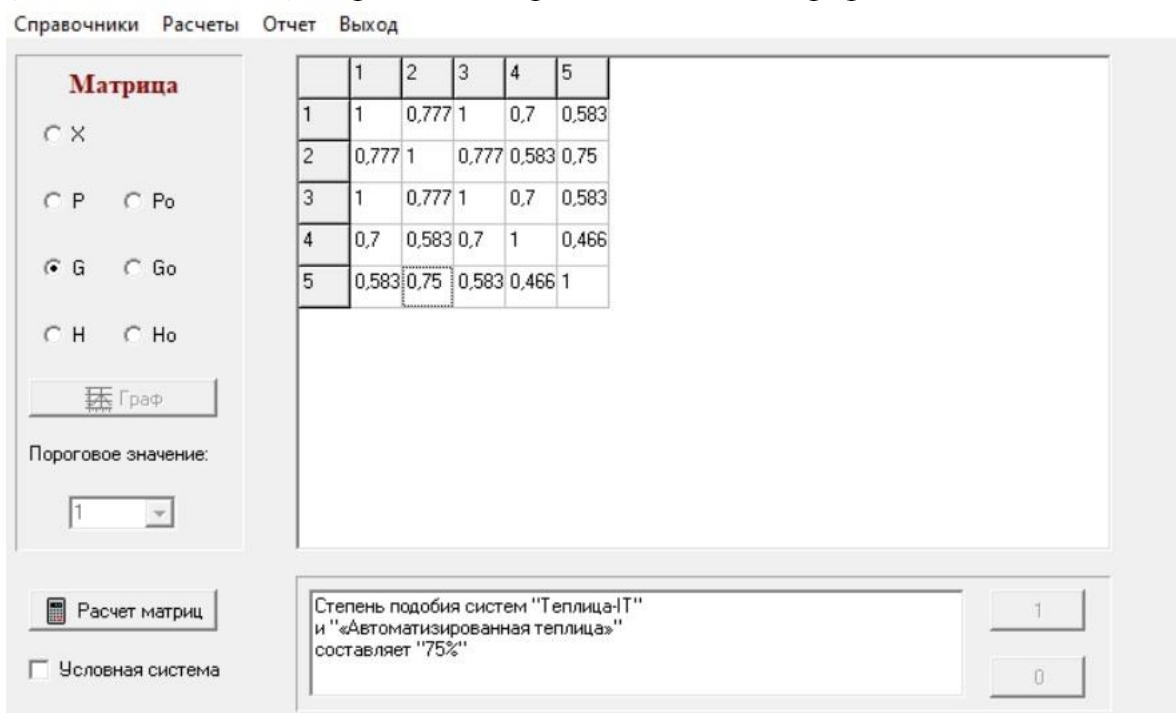 Справочники Расчеты Отчет Выход
Матрица
X
P Po
G Go
H Ho
Граф
Пороговое значение:
1
Расчет матриц
Условная система
1 2 3 4 5
1 1 0,777 1 0,7 0,583
2 0,777 1 0,777 0,583 0,75
3 1 0,777 1 0,7 0,583
4 0,7 0,583 0,7 1 0,466
5 0,583 0,75 0,583 0,466 1
Степень подобия систем "Теплица-IT"
и "«Автоматизированная теплица»"
составляет "75%"
1
0